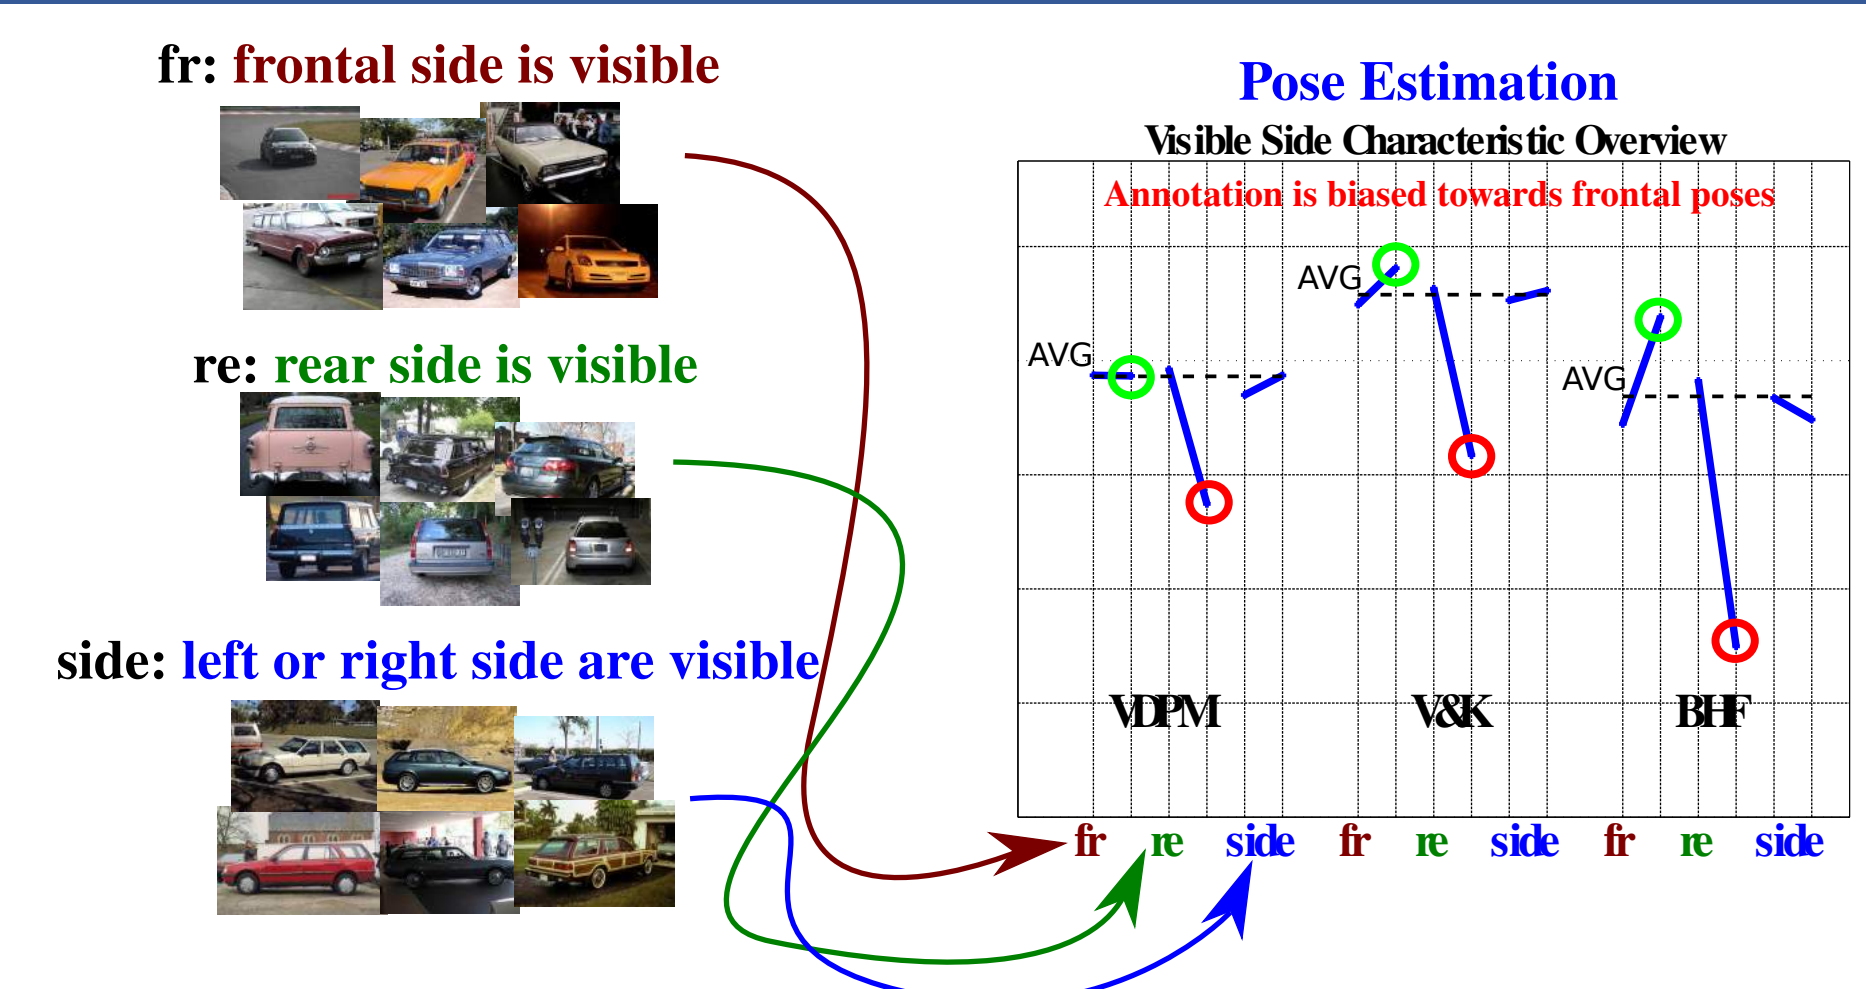 fr: frontal side is visible
re: rear side is visible
side: left or right side are visible
Pose Estimation
Visible Side Characteristic Overview
Annotation is biased towards frontal poses
AVG
AVG
AVG
VDPM V&K BHF
fr re side fr re side fr re side